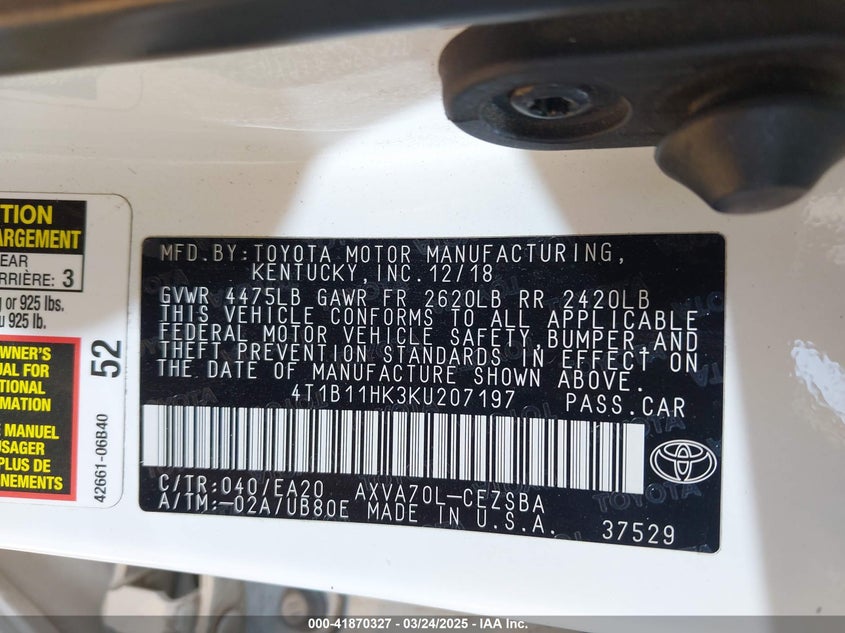 TION
ARGEMENT
EAR
RRIÈRE: 3
g or 925 lbs.
u 925 lb.
WNER'S
UAL FOR
TIONAL
RMATION
E MANUEL
USAGER
PLUS DE
GNEMENTS
52
42661-06B40
MFD.BY:TOYOTA MOTOR MANUFACTURING,
KENTUCKY,INC.12/18
GVWR 4475LB GAWR FR 2620LB RR 2420LB
THIS VEHICLE CONFORMS TO ALL APPLICABLE
FEDERAL MOTOR VEHICLE SAFETY,BUMPER,AND
THEFT PREVENTION STANDARDS IN EFFECT ON
THE DATE OF MANUFACTURE SHOWN ABOVE.
4T1B11HK3KU207197 PASS.CAR
C/TR:040/EA20 AXVA70L-CEZSBA
A/TM:-02A/UB80E MADE IN U.S.A.
37529
000-41870327 - 03/24/2025 - IAA Inc.